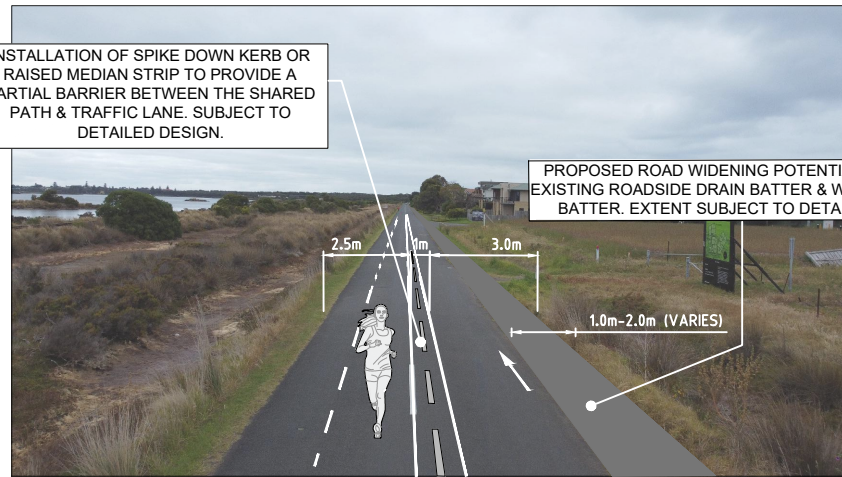 NSTALLATION OF SPIKE DOWN KERB OR
RAISED MEDIAN STRIP TO PROVIDE A
ARTIAL BARRIER BETWEEN THE SHARED
PATH & TRAFFIC LANE. SUBJECT TO
DETAILED DESIGN.
PROPOSED ROAD WIDENING POTENTI
EXISTING ROADSIDE DRAIN BATTER & W
BATTER. EXTENT SUBJECT TO DETA
2.5m 1m 3.0m
1.0m-2.0m (VARIES)